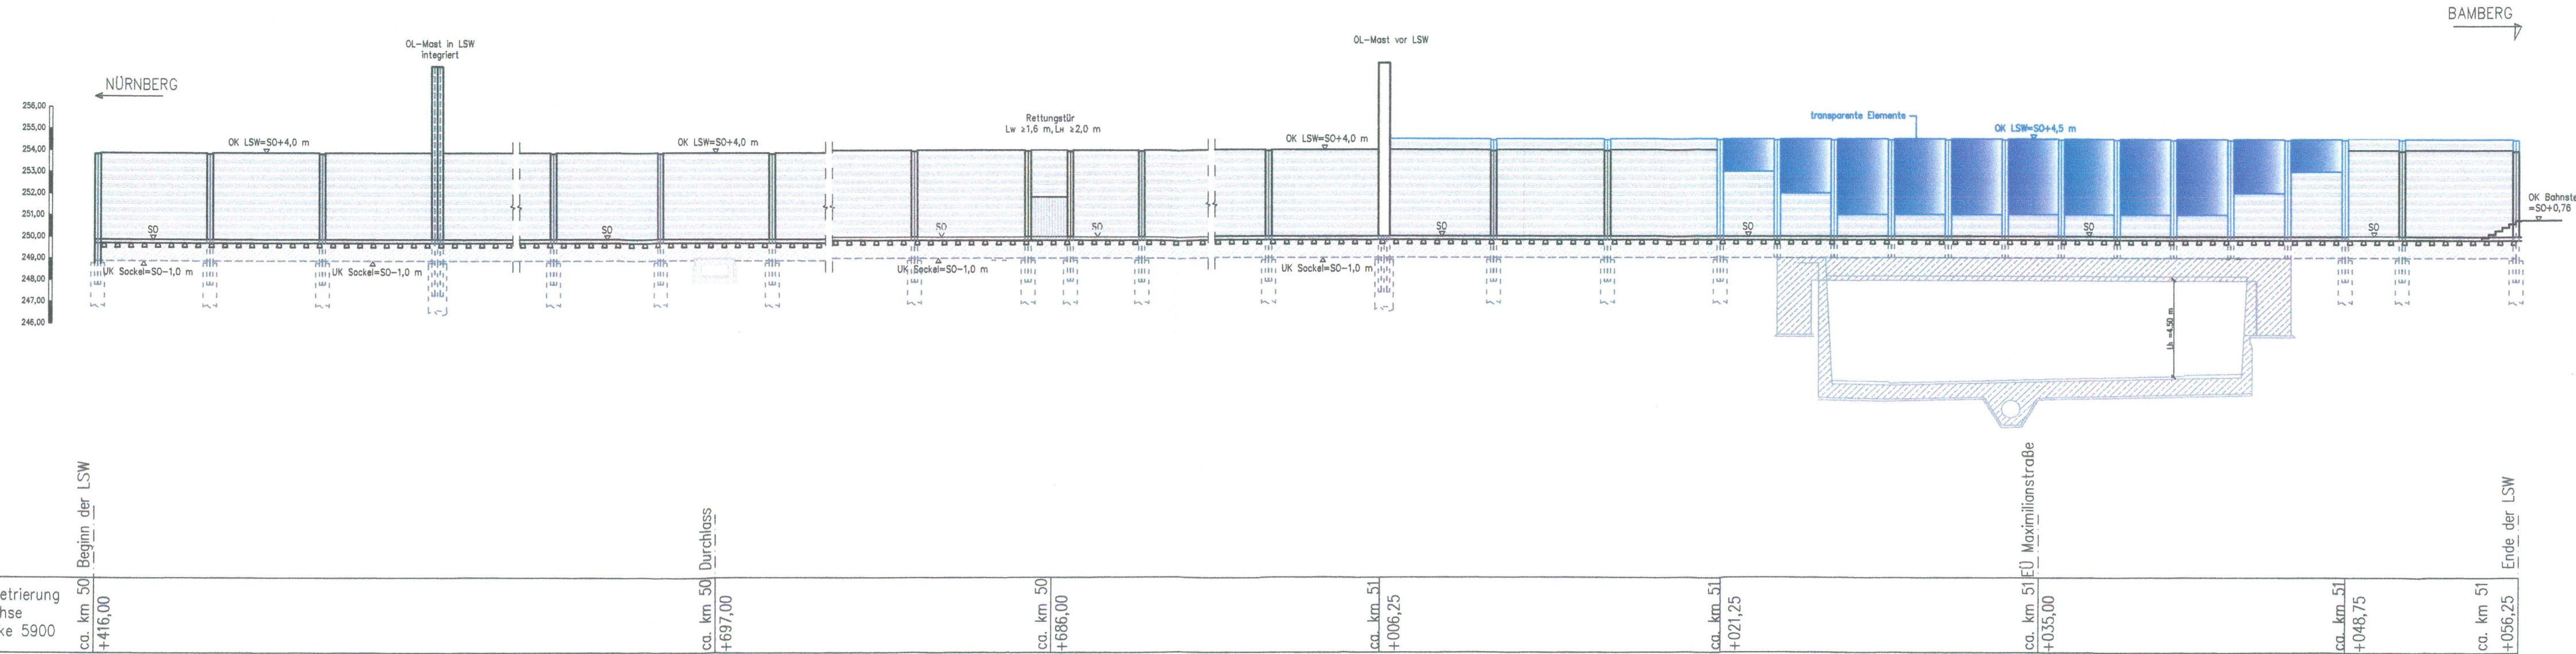 BAMBERG
OL-Mast in LSW
integriert
OL-Mast vor LSW
NÜRNBERG
256,00
255,00
254,00
253,00
252,00
251,00
250,00
249,00
248,00
247,00
246,00
OK LSW=SO+4,0 m
OK LSW=SO+4,0 m
Rettungstür
LW ≥1,6 m, LH ≥2,0 m
OK LSW=SO+4,0 m
transparente Elemente
OK LSW=SO+4,5 m
OK Bahnste
=SO+0,76
SO
SO
SO
SO
SO
SO
SO
SO
UK Sockel=SO-1,0 m
UK Sockel=SO-1,0 m
UK Sockel=SO-1,0 m
UK Sockel=SO-1,0 m
Lh =4,50 m
Beginn der LSW
Durchlass
EÜ Maximilianstraße
Ende der LSW
etrierung
hse
ke 5900
ca. km 50
+416,00
ca. km 50
+697,00
ca. km 50
+686,00
ca. km 51
+006,25
ca. km 51
+021,25
ca. km 51
+035,00
ca. km 51
+048,75
ca. km 51
+056,25